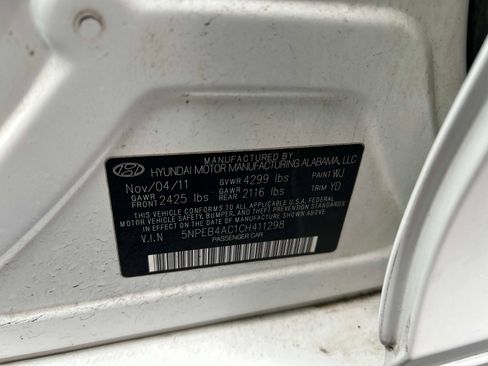 MANUFACTURED BY
HYUNDAI MOTOR MANUFACTURING ALABAMA, LLC
Nov/04/11 GVWR 4299 lbs PAINT WJ
GAWR FRONT 2425 lbs GAWR REAR 2116 lbs TRIM YD
THIS VEHICLE CONFORMS TO ALL APPLICABLE U.S.A FEDERAL
MOTOR VEHICLE SAFETY, BUMPER, AND THEFT PREVENTION STANDARDS
IN EFFECT ON THE DATE OF MANUFACTURE SHOWN ABOVE.
V.I.N 5NPEB4AC1CH411298
PASSENGER CAR